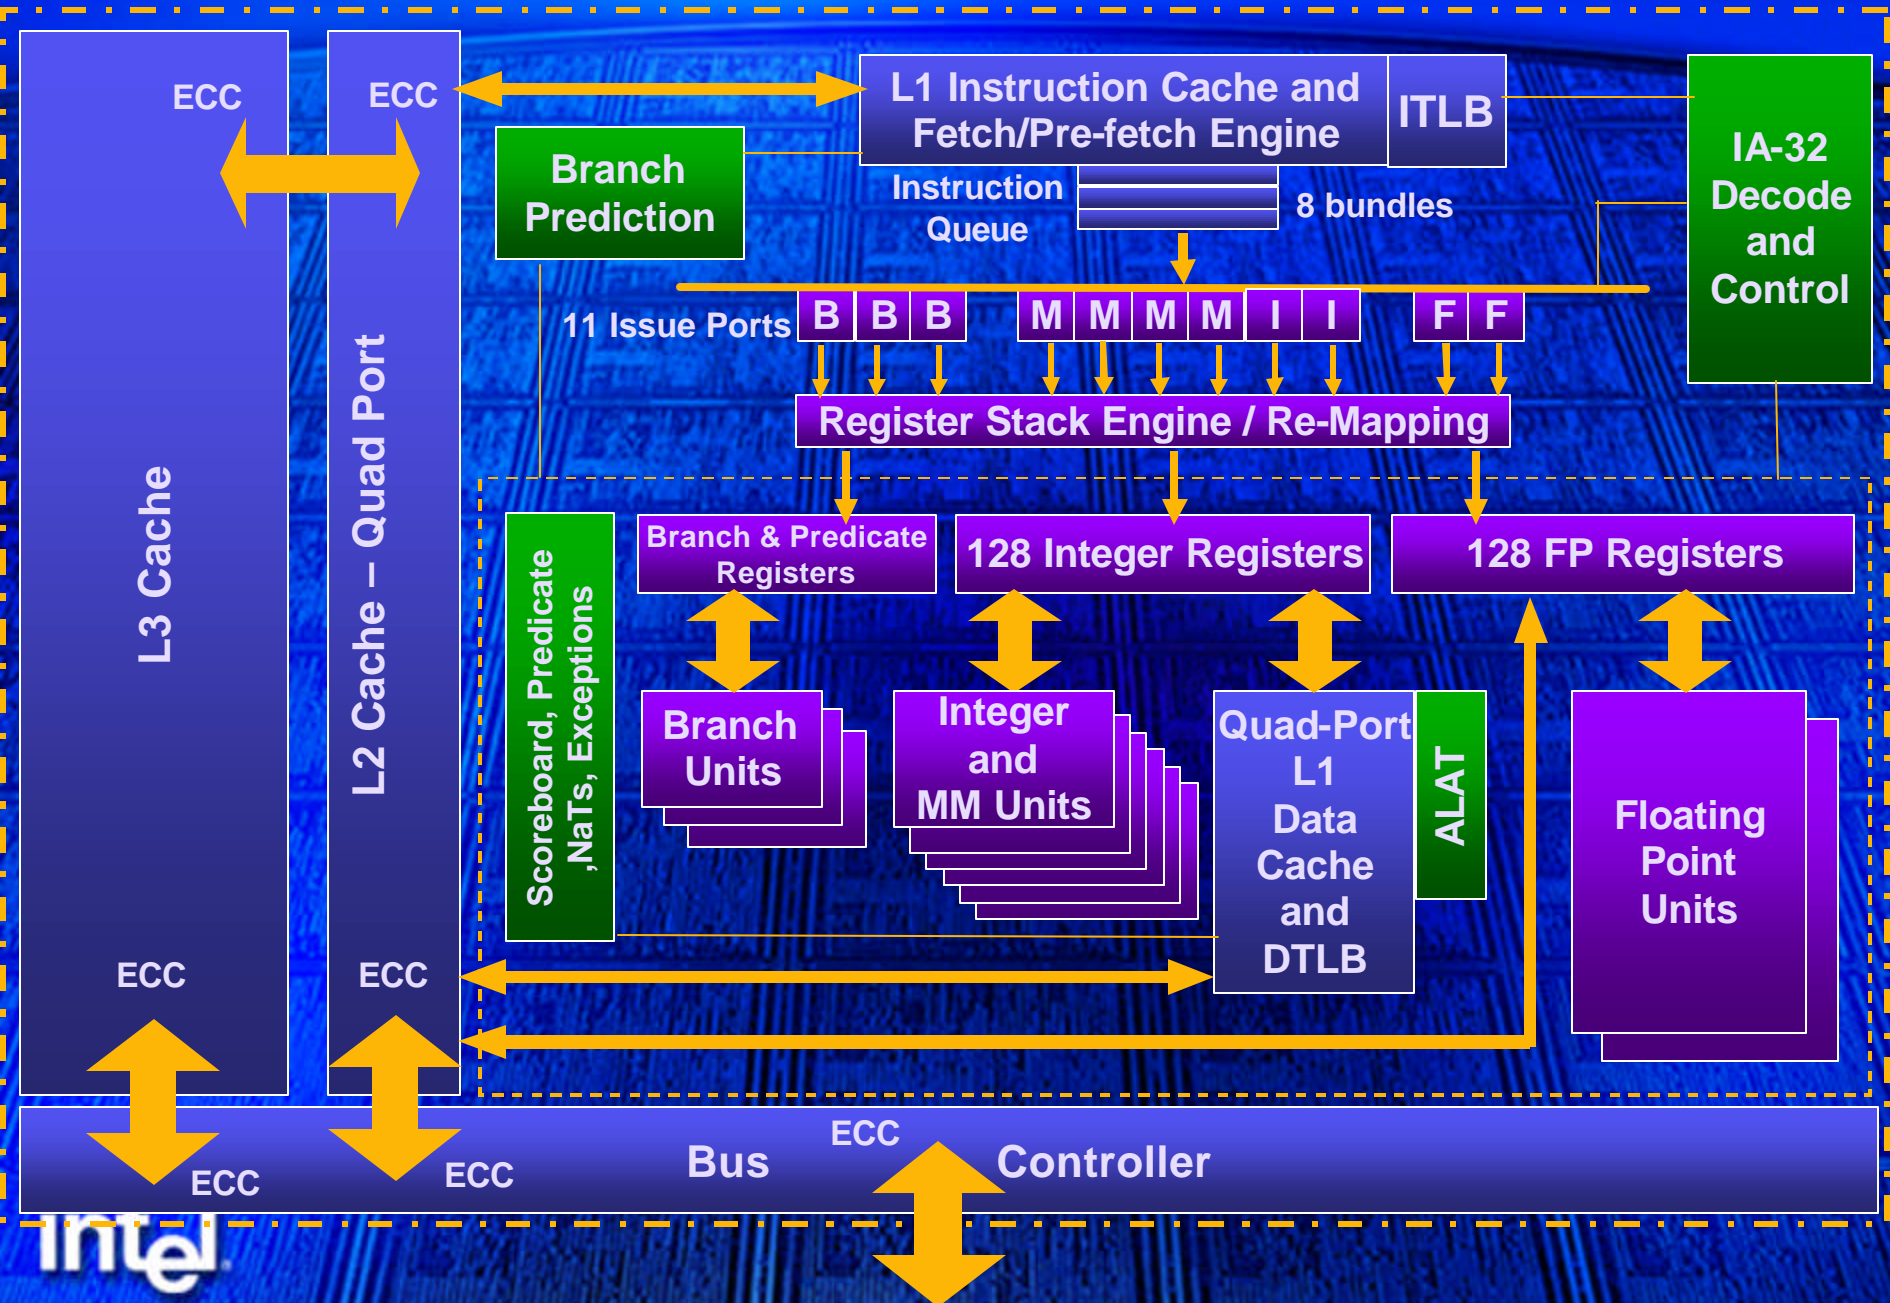 ECC
ECC
L1 Instruction Cache and
Fetch/Pre-fetch Engine
ITLB
IA-32
Decode
and
Control
Branch
Prediction
Instruction
Queue
8 bundles
11 Issue Ports
B B B M M M M I I F F
Register Stack Engine / Re-Mapping
L3 Cache
L2 Cache – Quad Port
Scoreboard, Predicate
,NaTs, Exceptions
Branch & Predicate
Registers
128 Integer Registers
128 FP Registers
Branch
Units
Integer
and
MM Units
Quad-Port
L1
Data
Cache
and
DTLB
ALAT
Floating
Point
Units
ECC
ECC
ECC
ECC
ECC
Bus Controller
intel